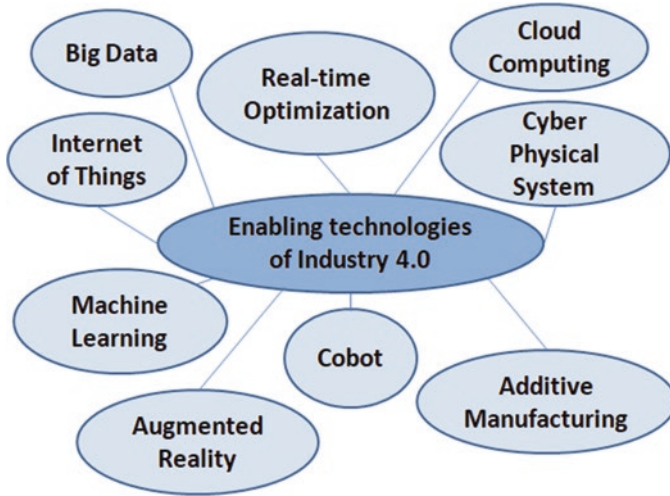 Big Data
Real-time
Optimization
Cloud
Computing
Internet
of Things
Cyber
Physical
System
Enabling technologies
of Industry 4.0
Machine
Learning
Cobot
Additive
Manufacturing
Augmented
Reality